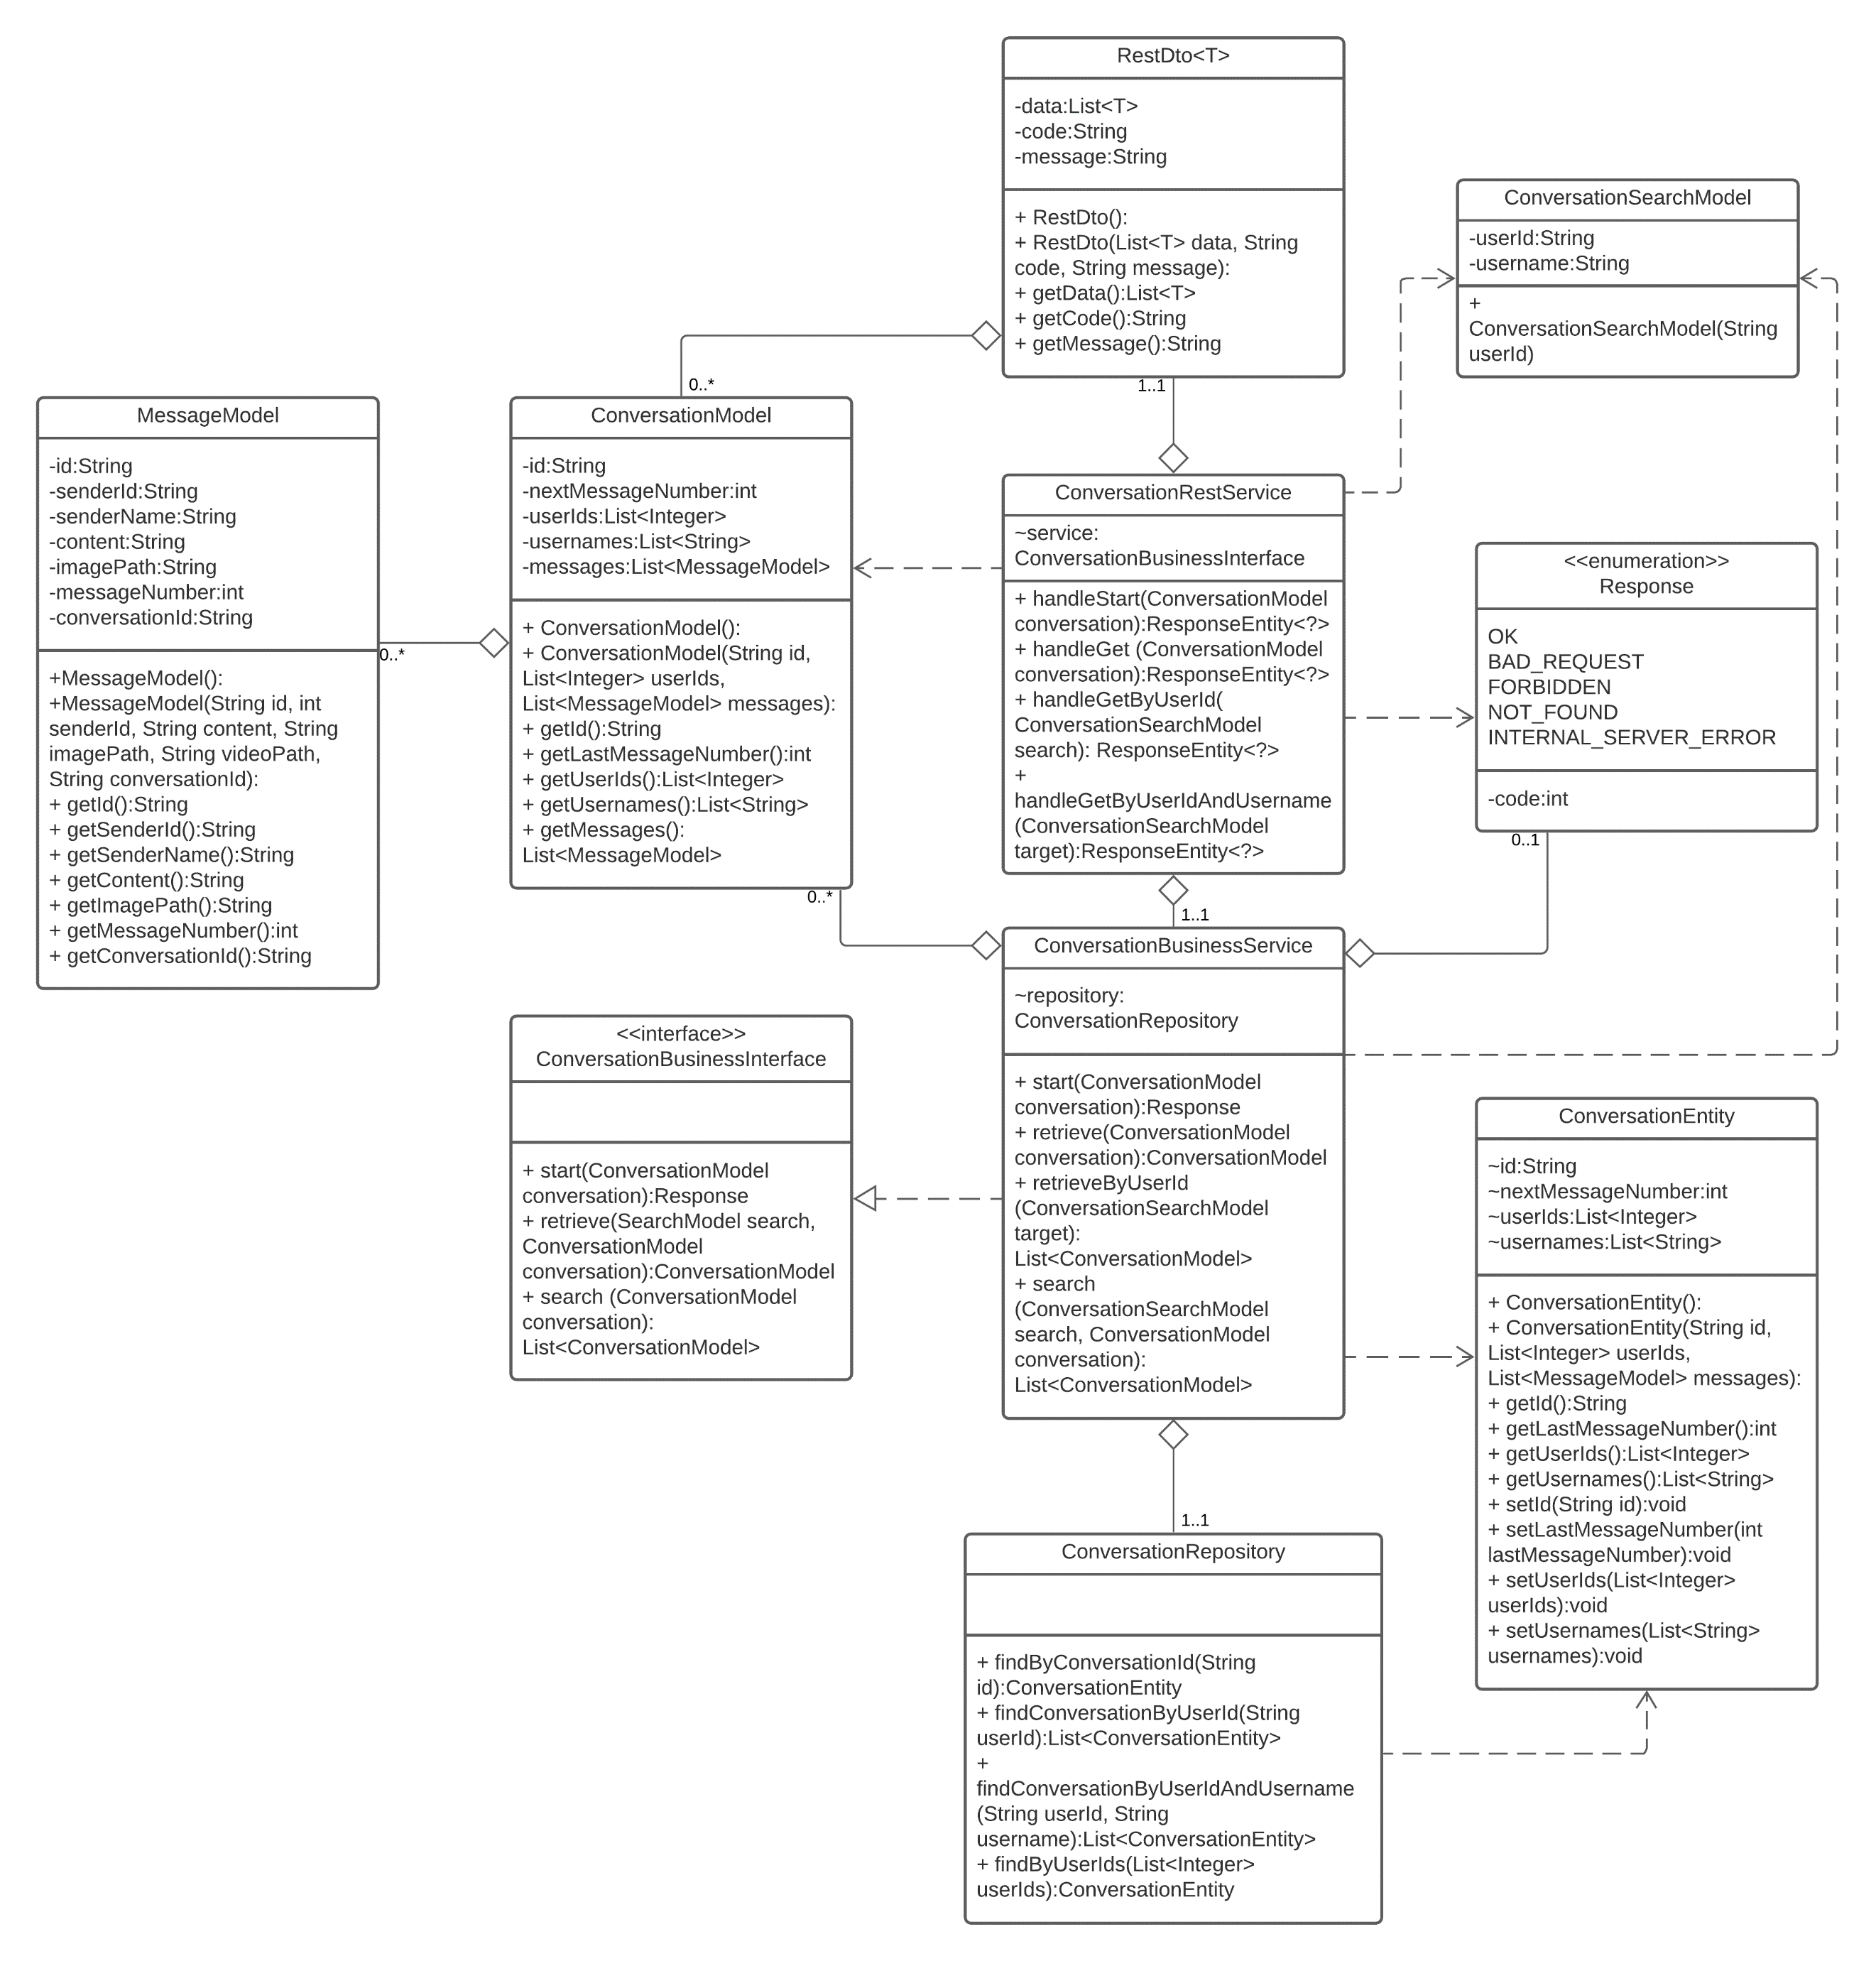 RestDto<T>
-data:List<T>
-code:String
-message:String
+ RestDto():
+ RestDto(List<T> data, String
code, String message):
+ getData():List<T>
+ getCode():String
+ getMessage():String
1..1
ConversationSearchModel
-userId:String
-username:String
+
ConversationSearchModel(String
userId)
MessageModel
-id:String
-senderId:String
-senderName:String
-content:String
-imagePath:String
-messageNumber:int
-conversationId:String
+MessageModel():
+MessageModel(String id, int
senderId, String content, String
imagePath, String videoPath,
String conversationId):
+ getId():String
+ getSenderId():String
+ getSenderName():String
+ getContent():String
+ getImagePath():String
+ getMessageNumber():int
+ getConversationId():String
0..*
0..*
ConversationModel
-id:String
-nextMessageNumber:int
-userIds:List<Integer>
-usernames:List<String>
-messages:List<MessageModel>
+ ConversationModel():
+ ConversationModel(String id,
List<Integer> userIds,
List<MessageModel> messages):
+ getId():String
+ getLastMessageNumber():int
+ getUserIds():List<Integer>
+ getUsernames():List<String>
+ getMessages():
List<MessageModel>
0..*
ConversationRestService
~service:
ConversationBusinessInterface
+ handleStart(ConversationModel
conversation):ResponseEntity<?>
+ handleGet (ConversationModel
conversation):ResponseEntity<?>
+ handleGetByUserId(
ConversationSearchModel
search): ResponseEntity<?>
+
handleGetByUserIdAndUsername
(ConversationSearchModel
target):ResponseEntity<?>
1..1
<<enumeration>>
Response
OK
BAD_REQUEST
FORBIDDEN
NOT_FOUND
INTERNAL_SERVER_ERROR
-code:int
0..1
<<interface>>
ConversationBusinessInterface
+ start(ConversationModel
conversation):Response
+ retrieve(SearchModel search,
ConversationModel
conversation):ConversationModel
+ search (ConversationModel
conversation):
List<ConversationModel>
ConversationBusinessService
~repository:
ConversationRepository
+ start(ConversationModel
conversation):Response
+ retrieve(ConversationModel
conversation):ConversationModel
+ retrieveByUserId
(ConversationSearchModel
target):
List<ConversationModel>
+ search
(ConversationSearchModel
search, ConversationModel
conversation):
List<ConversationModel>
1..1
ConversationEntity
~id:String
~nextMessageNumber:int
~userIds:List<Integer>
~usernames:List<String>
+ ConversationEntity():
+ ConversationEntity(String id,
List<Integer> userIds,
List<MessageModel> messages):
+ getId():String
+ getLastMessageNumber():int
+ getUserIds():List<Integer>
+ getUsernames():List<String>
+ setId(String id):void
+ setLastMessageNumber(int
lastMessageNumber):void
+ setUserIds(List<Integer>
userIds):void
+ setUsernames(List<String>
usernames):void
ConversationRepository
+ findByConversationId(String
id):ConversationEntity
+ findConversationByUserId(String
userId):List<ConversationEntity>
+
findConversationByUserIdAndUsername
(String userId, String
username):List<ConversationEntity>
+ findByUserIds(List<Integer>
userIds):ConversationEntity